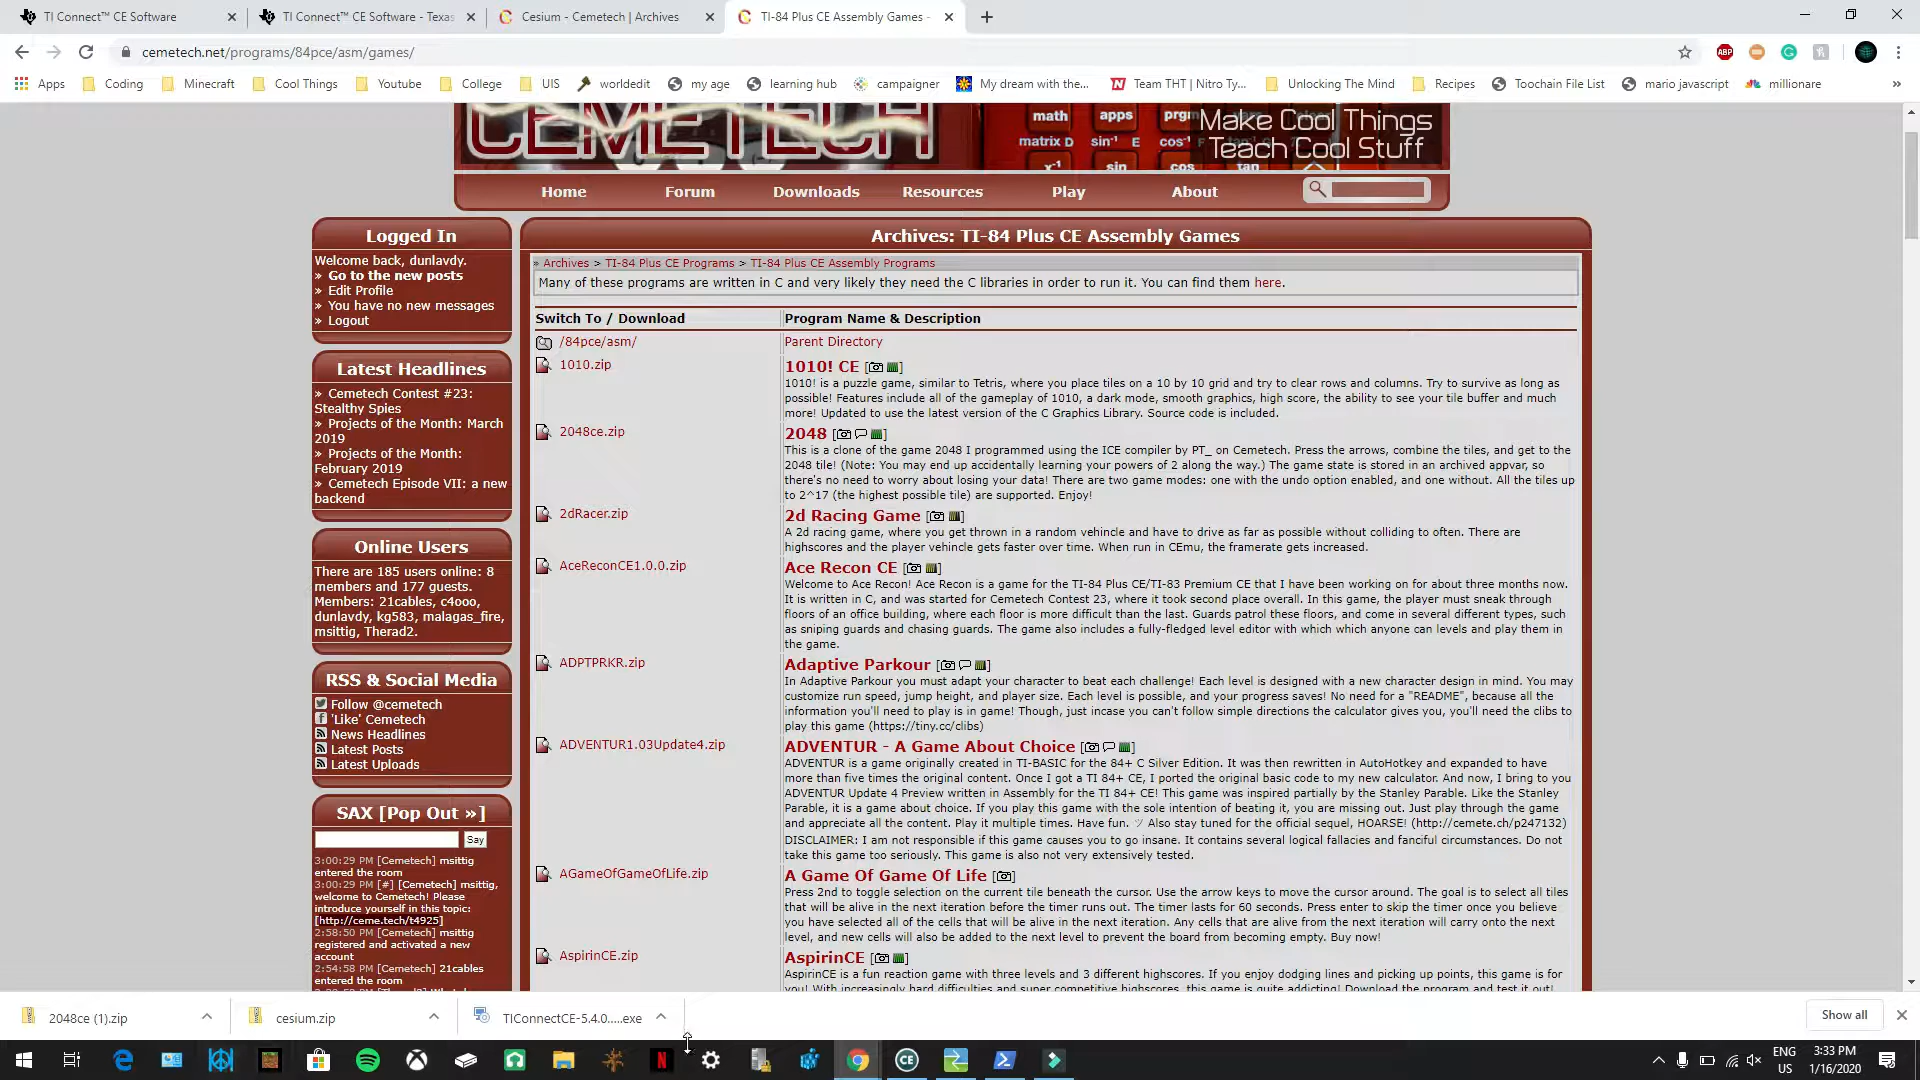 TI Connect™ CE Software
TI Connect™ CE Software - Texas
Cesium - Cemetech | Archives
TI-84 Plus CE Assembly Games -
cemetech.net/programs/84pce/asm/games/
ABP
Apps
Coding
Minecraft
Cool Things
Youtube
College
UIS
worldedit
my age
learning hub
campaigner
My dream with the...
Team THT | Nitro Ty...
Unlocking The Mind
Recipes
Toochain File List
mario javascript
millionare
CEMETECH
math apps prgm
matrix D sin⁻¹ E cos⁻¹
x⁻¹ sin cos tan
Make Cool Things
Teach Cool Stuff
Home Forum Downloads Resources Play About
Logged In
Welcome back, dunlavdy.
» Go to the new posts
» Edit Profile
» You have no new messages
» Logout
Latest Headlines
» Cemetech Contest #23:
Stealthy Spies
» Projects of the Month: March
2019
» Projects of the Month:
February 2019
» Cemetech Episode VII: a new
backend
Online Users
There are 185 users online: 8
members and 177 guests.
Members: 21cables, c4ooo,
dunlavdy, kg583, malagas_fire,
msittig, Therad2.
RSS & Social Media
Follow @cemetech
'Like' Cemetech
News Headlines
Latest Posts
Latest Uploads
SAX [Pop Out »]
Say
3:00:29 PM [Cemetech] msittig
entered the room
3:00:29 PM [#] [Cemetech] msittig,
welcome to Cemetech! Please
introduce yourself in this topic:
[http://ceme.tech/t4925]
2:58:50 PM [Cemetech] msittig
registered and activated a new
account
2:54:58 PM [Cemetech] 21cables
entered the room
Archives: TI-84 Plus CE Assembly Games
» Archives > TI-84 Plus CE Programs > TI-84 Plus CE Assembly Programs
Many of these programs are written in C and very likely they need the C libraries in order to run it. You can find them here.
Switch To / Download Program Name & Description
/84pce/asm/ Parent Directory
1010.zip 1010! CE
1010! is a puzzle game, similar to Tetris, where you place tiles on a 10 by 10 grid and try to clear rows and columns. Try to survive as long as
possible! Features include all of the gameplay of 1010, a dark mode, smooth graphics, high score, the ability to see your tile buffer and much
more! Updated to use the latest version of the C Graphics Library. Source code is included.
2048ce.zip 2048
This is a clone of the game 2048 I programmed using the ICE compiler by PT_ on Cemetech. Press the arrows, combine the tiles, and get to the
2048 tile! (Note: You may end up accidentally learning your powers of 2 along the way.) The game state is stored in an archived appvar, so
there's no need to worry about losing your data! There are two game modes: one with the undo option enabled, and one without. All the tiles up
to 2^17 (the highest possible tile) are supported. Enjoy!
2dRacer.zip 2d Racing Game
A 2d racing game, where you get thrown in a random vehicle and have to drive as far as possible without colliding to often. There are
highscores and the player vehicle gets faster over time. When run in CEmu, the framerate gets increased.
AceReconCE1.0.0.zip Ace Recon CE
Welcome to Ace Recon! Ace Recon is a game for the TI-84 Plus CE/TI-83 Premium CE that I have been working on for about three months now.
It is written in C, and was started for Cemetech Contest 23, where it took second place overall. In this game, the player must sneak through
floors of an office building, where each floor is more difficult than the last. Guards patrol these floors, and come in several different types, such
as sniping guards and chasing guards. The game also includes a fully-fledged level editor with which which anyone can levels and play them in
the game.
ADPTPRKR.zip Adaptive Parkour
In Adaptive Parkour you must adapt your character to beat each challenge! Each level is designed with a new character design in mind. You may
customize run speed, jump height, and player size. Each level is possible, and your progress saves! No need for a "README", because all the
information you'll need to play is in game! Though, just incase you can't follow simple directions the calculator gives you, you'll need the clibs to
play this game (https://tiny.cc/clibs)
ADVENTUR1.03Update4.zip ADVENTUR - A Game About Choice
ADVENTUR is a game originally created in TI-BASIC for the 84+ C Silver Edition. It was then rewritten in AutoHotkey and expanded to have
more than five times the original content. Once I got a TI 84+ CE, I ported the original basic code to my new calculator. And now, I bring to you
ADVENTUR Update 4 Preview written in Assembly for the TI 84+ CE! This game was inspired partially by the Stanley Parable. Like the Stanley
Parable, it is a game about choice. If you play this game with the sole intention of beating it, you are missing out. Just play through the game
and appreciate all the content. Play it multiple times. Have fun. ツ Also stay tuned for the official sequel, HOARSE! (http://cemete.ch/p247132)
DISCLAIMER: I am not responsible if this game causes you to go insane. It contains several logical fallacies and fanciful circumstances. Do not
take this game too seriously. This game is also not very extensively tested.
AGameOfGameOfLife.zip A Game Of Game Of Life
Press 2nd to toggle selection on the current tile beneath the cursor. Use the arrow keys to move the cursor around. The goal is to select all tiles
that will be alive in the next iteration before the timer runs out. The timer lasts for 60 seconds. Press enter to skip the timer once you believe
you have selected all of the cells that will be alive in the next iteration. Any cells that are alive from the next iteration will carry onto the next
level, and new cells will also be added to the next level to prevent the board from becoming empty. Buy now!
AspirinCE.zip AspirinCE
AspirinCE is a fun reaction game with three levels and 3 different highscores. If you enjoy dodging lines and picking up points, this game is for
you! With increasingly hard difficulties and super competitive highscores, this game is quite addicting! Download the program and test it out!
2048ce (1).zip
cesium.zip
TIConnectCE-5.4.0.....exe
Show all
ENG
US
3:33 PM
1/16/2020